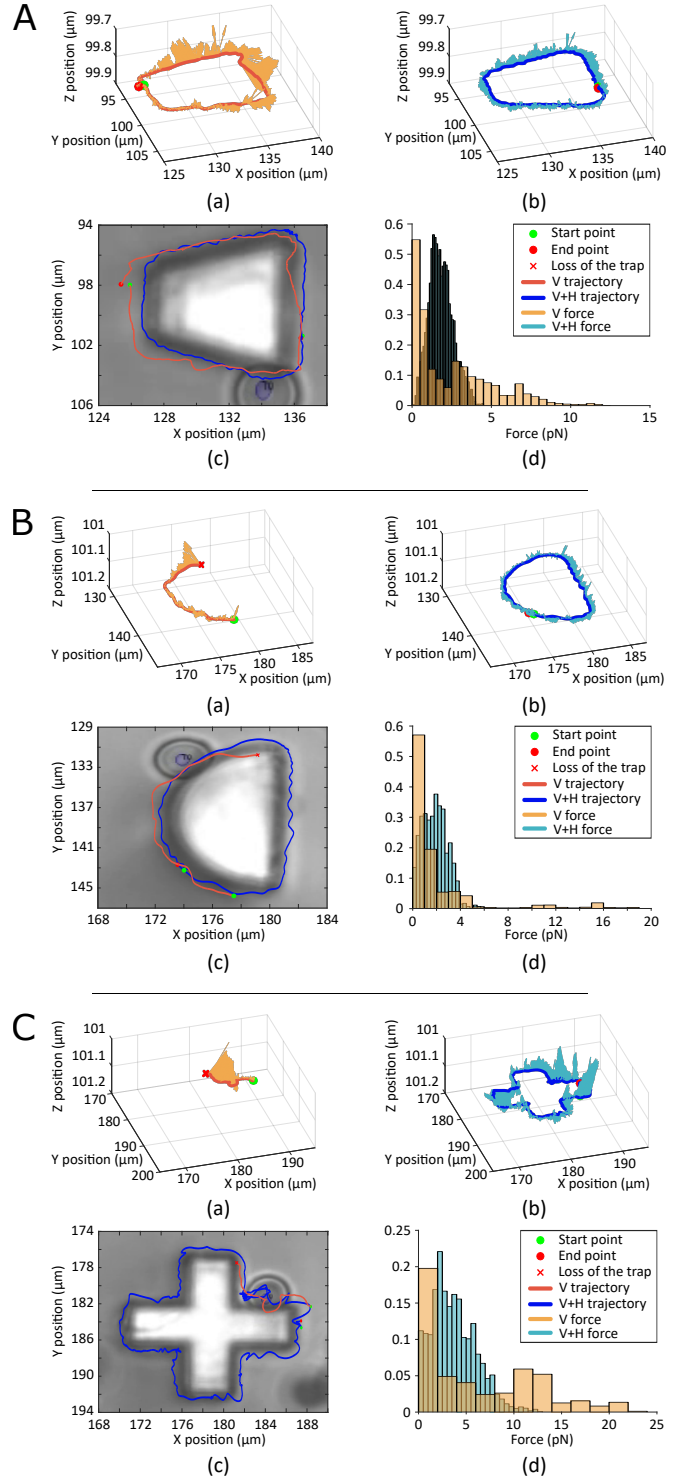 A
99.7
99.8
99.9
Z position (µm)
95
100
105
Y position (µm)
125
130
135
140
X position (µm)
(a)
99.7
99.8
99.9
Z position (µm)
95
100
105
Y position (µm)
125
130
135
140
X position (µm)
(b)
94
98
102
106
Y position (µm)
124
128
132
136
X position (µm)
(c)
0.6
0.5
0.4
0.3
0.2
0.1
0
0
5
10
15
Force (pN)
Start point
End point
Loss of the trap
V trajectory
V+H trajectory
V force
V+H force
(d)
B
101
101.1
101.2
Z position (µm)
130
140
Y position (µm)
170
175
180
185
X position (µm)
(a)
101
101.1
101.2
Z position (µm)
130
140
Y position (µm)
170
175
180
185
X position (µm)
(b)
129
133
137
141
145
Y position (µm)
168
172
176
180
184
X position (µm)
(c)
0.6
0.5
0.4
0.3
0.2
0.1
0
0
4
8
12
16
20
Force (pN)
Start point
End point
Loss of the trap
V trajectory
V+H trajectory
V force
V+H force
(d)
C
101
101.1
101.2
Z position (µm)
170
180
190
200
Y position (µm)
170
180
190
X position (µm)
(a)
101
101.1
101.2
Z position (µm)
170
180
190
200
Y position (µm)
170
180
190
X position (µm)
(b)
174
178
182
186
190
194
Y position (µm)
168
172
176
180
184
188
X position (µm)
(c)
0.25
0.2
0.15
0.1
0.05
0
0
5
10
15
20
Force (pN)
Start point
End point
Loss of the trap
V trajectory
V+H trajectory
V force
V+H force
(d)